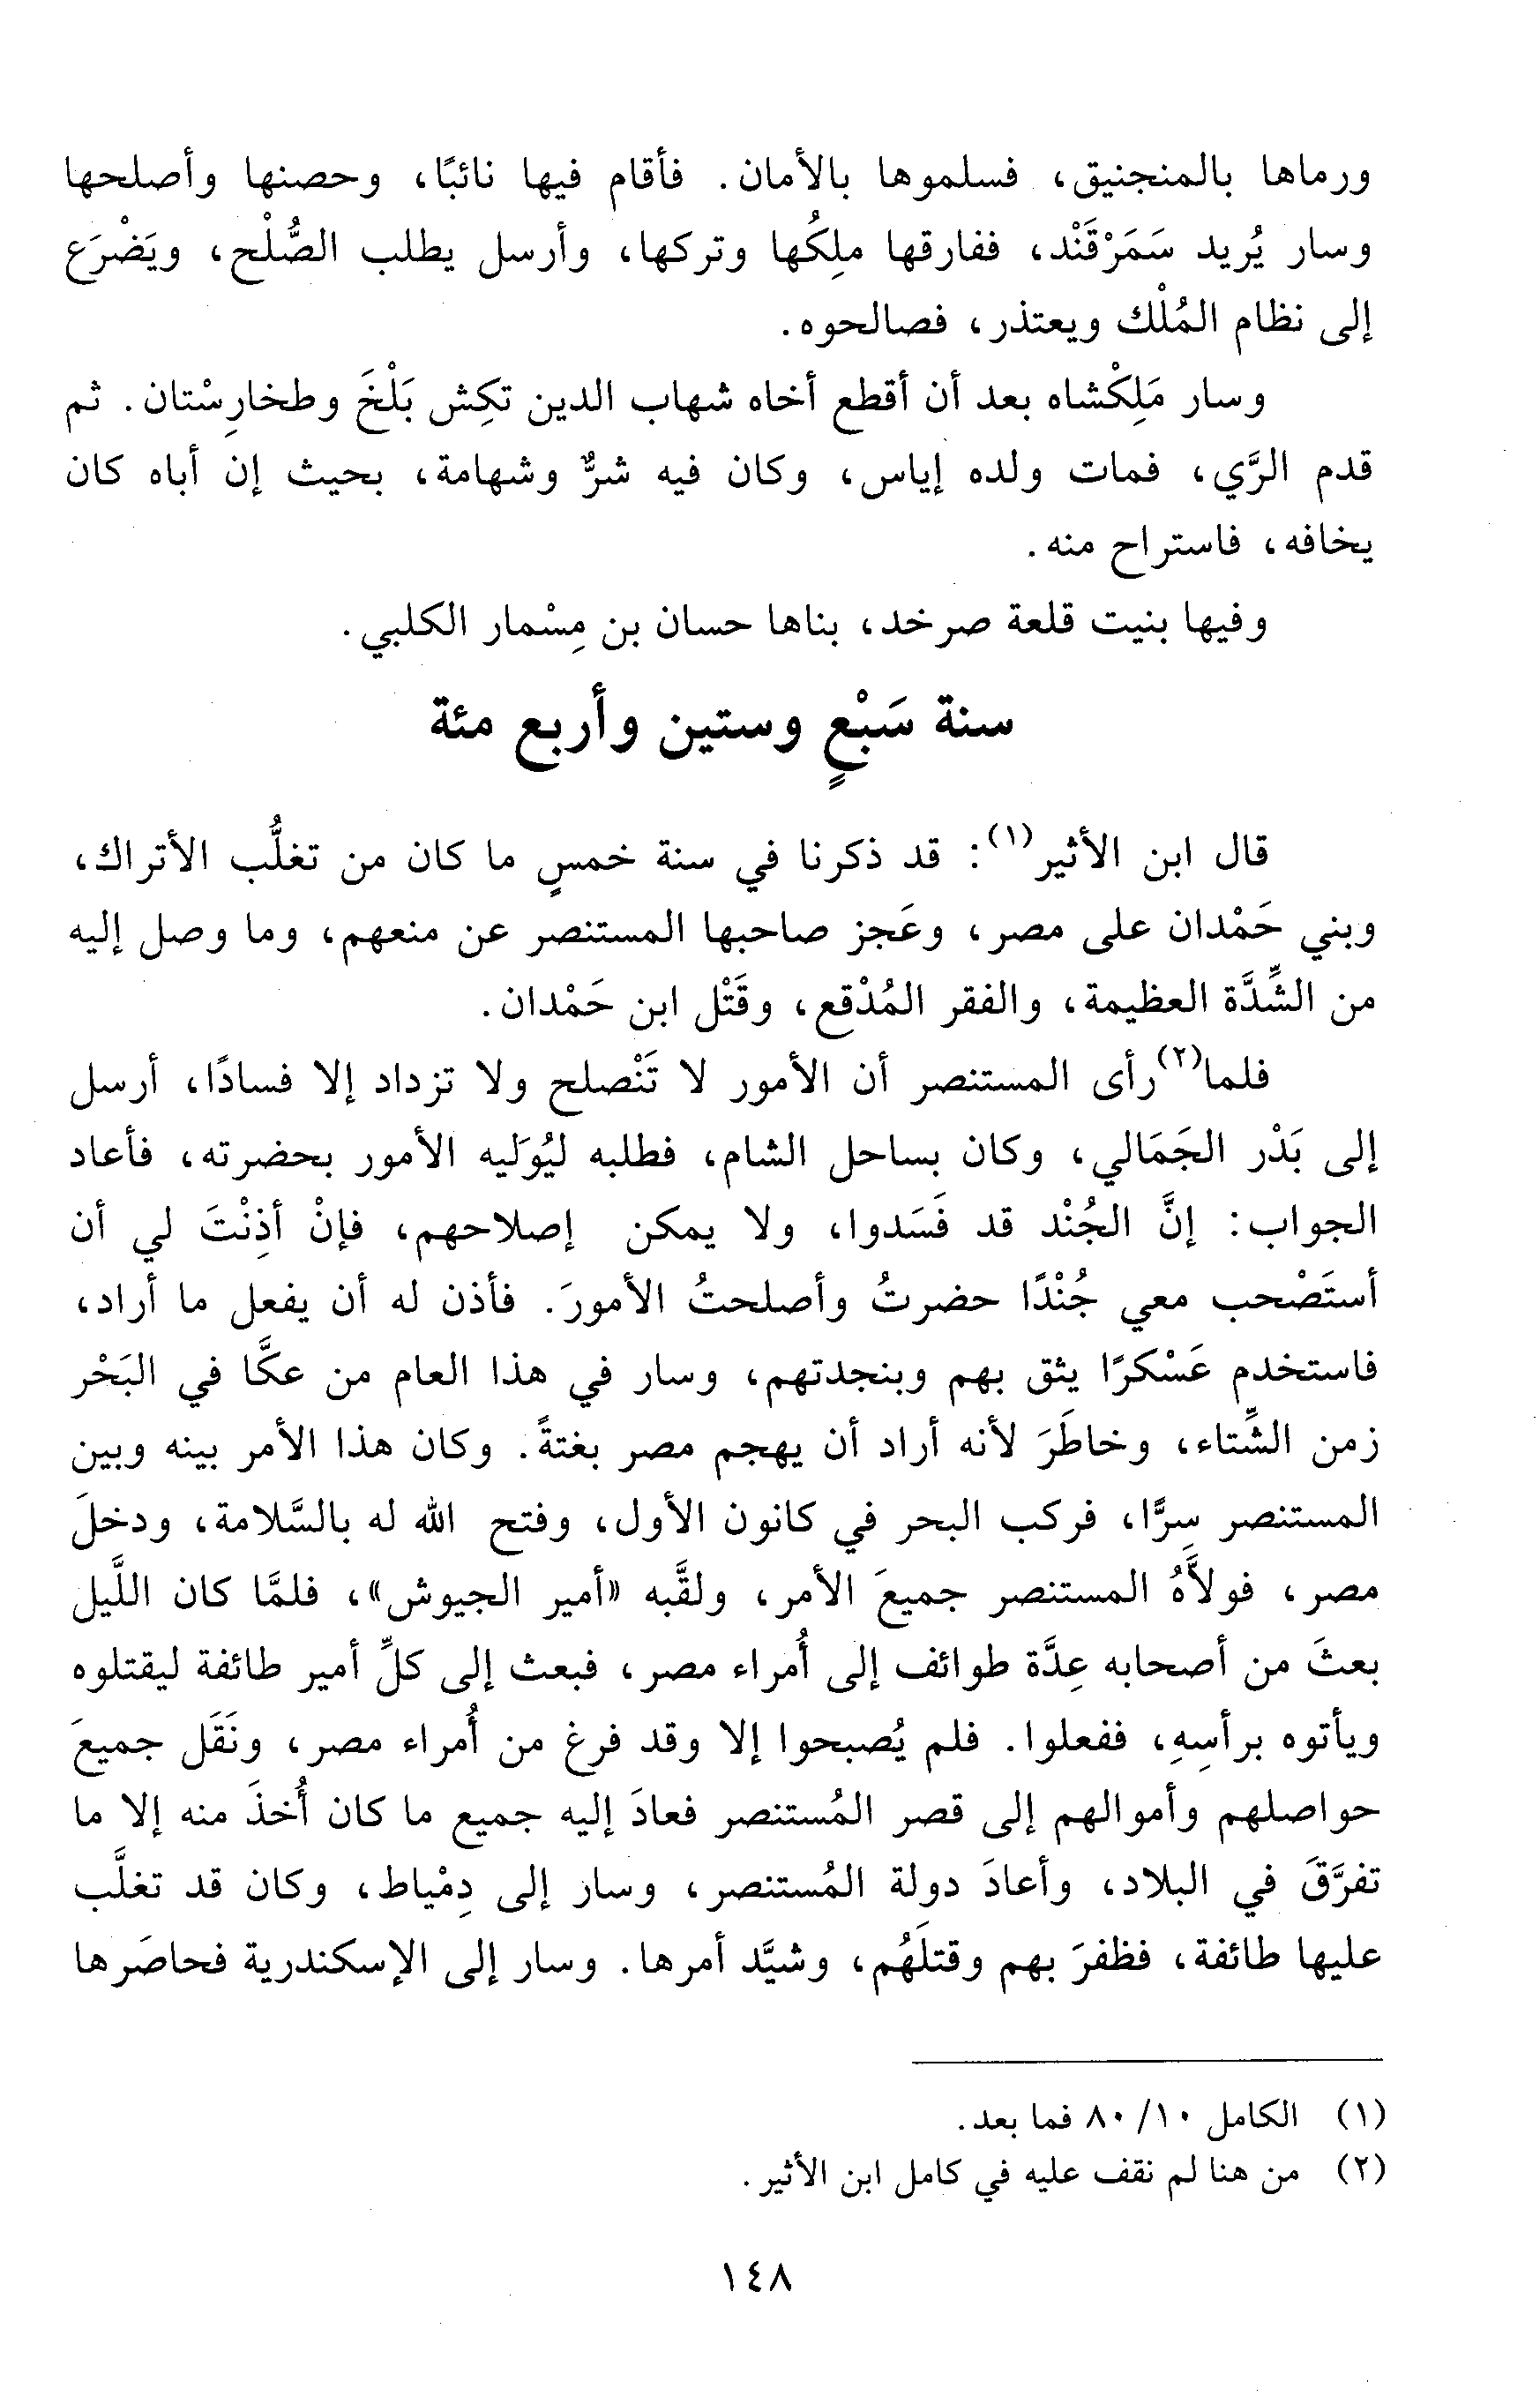 ورماها بالمنجنيق، فسلموها بالأمان. فأقام فيها نائبًا، وحصنها وأصلحها
وسار يُريد سَمَرْقَنْد، ففارقها ملِكُها وتركها، وأرسل يطلب الصُّلْح، ويَضْرَع
إلى نظام المُلْك ويعتذر، فصالحوه.
وسار مَلِكْشاه بعد أن أقطع أخاه شهاب الدين تكِش بَلْخَ وطخارِسْتان. ثم
قدم الرَّي، فمات ولده إياس، وكان فيه شرٌّ وشهامة، بحيث إن أباه كان
يخافه، فاستراح منه.
وفيها بنيت قلعة صرخد، بناها حسان بن مِسْمار الكلبي.
سنة سَبْعٍ وستين وأربع مئة
قال ابن الأثير(١): قد ذكرنا في سنة خمسٍ ما كان من تغلُّب الأتراك،
وبني حَمْدان على مصر، وعَجز صاحبها المستنصر عن منعهم، وما وصل إليه
من الشِّدَّة العظيمة، والفقر المُدْقع، وقَتْل ابن حَمْدان.
فلما(٢) رأى المستنصر أن الأمور لا تَنْصلح ولا تزداد إلا فسادًا، أرسل
إلى بَدْر الجَمَالي، وكان بساحل الشام، فطلبه ليُوَليه الأمور بحضرته، فأعاد
الجواب: إنَّ الجُنْد قد فَسَدوا، ولا يمكن إصلاحهم، فإنْ أذِنْتَ لي أن
أستَصْحب معي جُنْدًا حضرتُ وأصلحتُ الأمورَ. فأذن له أن يفعل ما أراد،
فاستخدم عَسْكرًا يثق بهم وبنجدتهم، وسار في هذا العام من عكَّا في البَحْر
زمن الشِّتاء، وخاطَرَ لأنه أراد أن يهجم مصر بغتةً. وكان هذا الأمر بينه وبين
المستنصر سِرًّا، فركب البحر في كانون الأول، وفتح الله له بالسَّلامة، ودخلَ
مصر، فولاَّهُ المستنصر جميعَ الأمر، ولقَّبه «أمير الجيوش»، فلمَّا كان اللَّيل
بعثَ من أصحابه عِدَّة طوائف إلى أُمراء مصر، فبعث إلى كلِّ أمير طائفة ليقتلوه
ويأتوه برأسِهِ، ففعلوا. فلم يُصبحوا إلا وقد فرغ من أُمراء مصر، ونَقَل جميعَ
حواصلهم وأموالهم إلى قصر المُستنصر فعادَ إليه جميع ما كان أُخذَ منه إلا ما
تفرَّقَ في البلاد، وأعادَ دولة المُستنصر، وسار إلى دِمْياط، وكان قد تغلَّب
عليها طائفة، فظفرَ بهم وقتلَهُم، وشيَّد أمرها. وسار إلى الإسكندرية فحاصَرها
(١) الكامل ١٠/ ٨٠ فما بعد.
(٢) من هنا لم نقف عليه في كامل ابن الأثير.
١٤٨